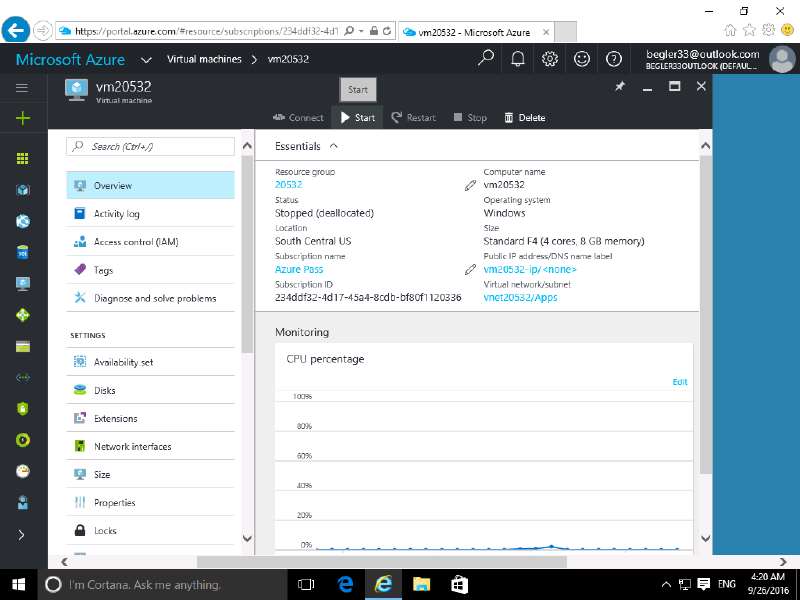 https://portal.azure.com/#resource/subscriptions/234ddf32-4d1
vm20532 - Microsoft Azure
Microsoft Azure
Virtual machines
vm20532
begler33@outlook.com
BEGLER33OUTLOOK (DEFAUL...
vm20532
Virtual machine
Start
Connect
Start
Restart
Stop
Delete
Search (Ctrl+/)
Overview
Activity log
Access control (IAM)
Tags
Diagnose and solve problems
SETTINGS
Availability set
Disks
Extensions
Network interfaces
Size
Properties
Locks
Essentials
Resource group
20532
Status
Stopped (deallocated)
Location
South Central US
Subscription name
Azure Pass
Subscription ID
234ddf32-4d17-45a4-8cdb-bf80f1120336
Computer name
vm20532
Operating system
Windows
Size
Standard F4 (4 cores, 8 GB memory)
Public IP address/DNS name label
vm20532-ip/<none>
Virtual network/subnet
vnet20532/Apps
Monitoring
CPU percentage
Edit
100%
80%
60%
40%
20%
0%
I'm Cortana. Ask me anything.
ENG
4:20 AM
9/26/2016